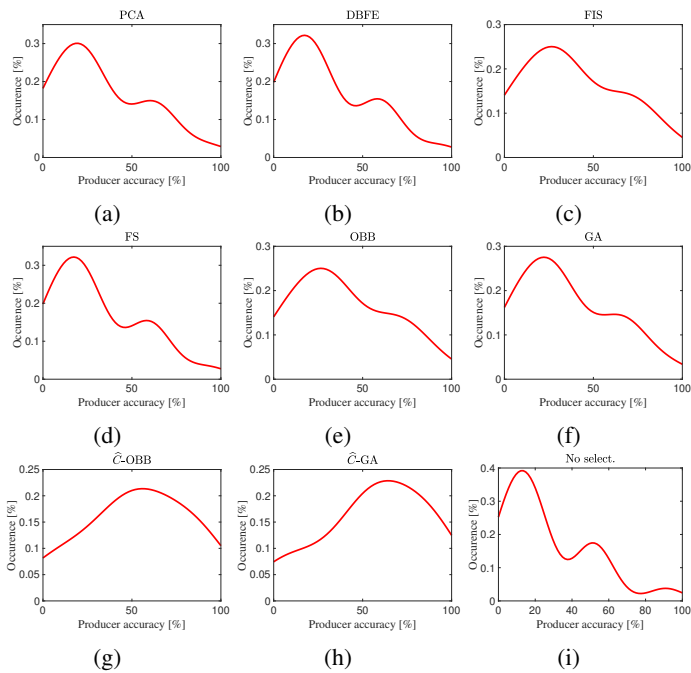 PCA
DBFE
FIS
Occurence [%]
0.3
0.2
0.1
0
0
50
100
Producer accuracy [%]
Occurence [%]
0.3
0.2
0.1
0
0
50
100
Producer accuracy [%]
Occurence [%]
0.3
0.2
0.1
0
0
50
100
Producer accuracy [%]
(a)
(b)
(c)
FS
OBB
GA
Occurence [%]
0.3
0.2
0.1
0
0
50
100
Producer accuracy [%]
Occurence [%]
0.3
0.2
0.1
0
0
50
100
Producer accuracy [%]
Occurence [%]
0.3
0.2
0.1
0
0
50
100
Producer accuracy [%]
(d)
(e)
(f)
Ĉ-OBB
Ĉ-GA
No select.
Occurence [%]
0.25
0.2
0.15
0.1
0.05
0
0
50
100
Producer accuracy [%]
Occurence [%]
0.25
0.2
0.15
0.1
0.05
0
0
50
100
Producer accuracy [%]
Occurence [%]
0.4
0.3
0.2
0.1
0
0
20
40
60
80
100
Producer accuracy [%]
(g)
(h)
(i)